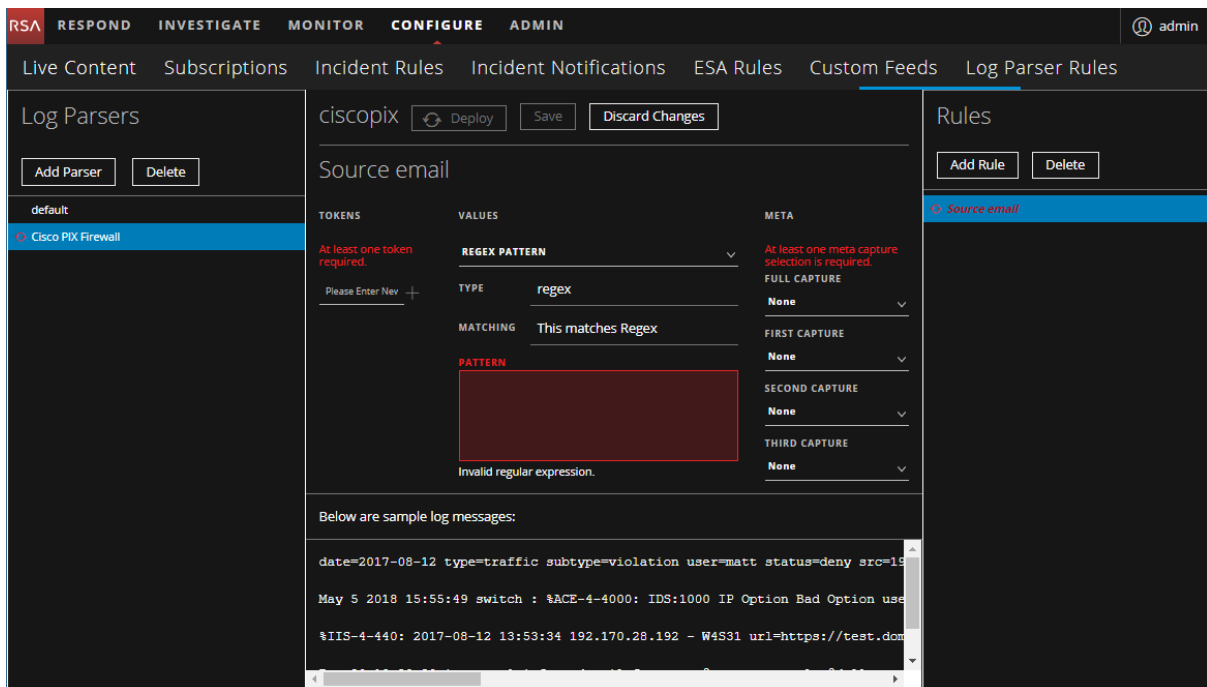 RSA RESPOND INVESTIGATE MONITOR CONFIGURE ADMIN admin
Live Content Subscriptions Incident Rules Incident Notifications ESA Rules Custom Feeds Log Parser Rules
Log Parsers
Add Parser Delete
default
Cisco PIX Firewall
ciscopix Deploy Save Discard Changes
Source email
TOKENS
At least one token
required.
Please Enter Nev
VALUES
REGEX PATTERN
TYPE regex
MATCHING This matches Regex
PATTERN
Invalid regular expression.
META
At least one meta capture
selection is required.
FULL CAPTURE
None
FIRST CAPTURE
None
SECOND CAPTURE
None
THIRD CAPTURE
None
Below are sample log messages:
date=2017-08-12 type=traffic subtype=violation user=matt status=deny src=19
May 5 2018 15:55:49 switch : %ACE-4-4000: IDS:1000 IP Option Bad Option use
%IIS-4-440: 2017-08-12 13:53:34 192.170.28.192 - W4S31 url=https://test.dom
Rules
Add Rule Delete
Source email